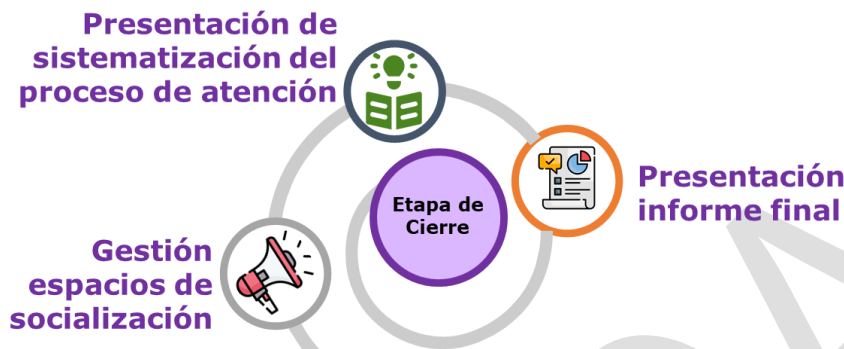 Presentación de
sistematización del
proceso de atención
Etapa de
Cierre
Presentación
informe final
Gestión
espacios de
socialización